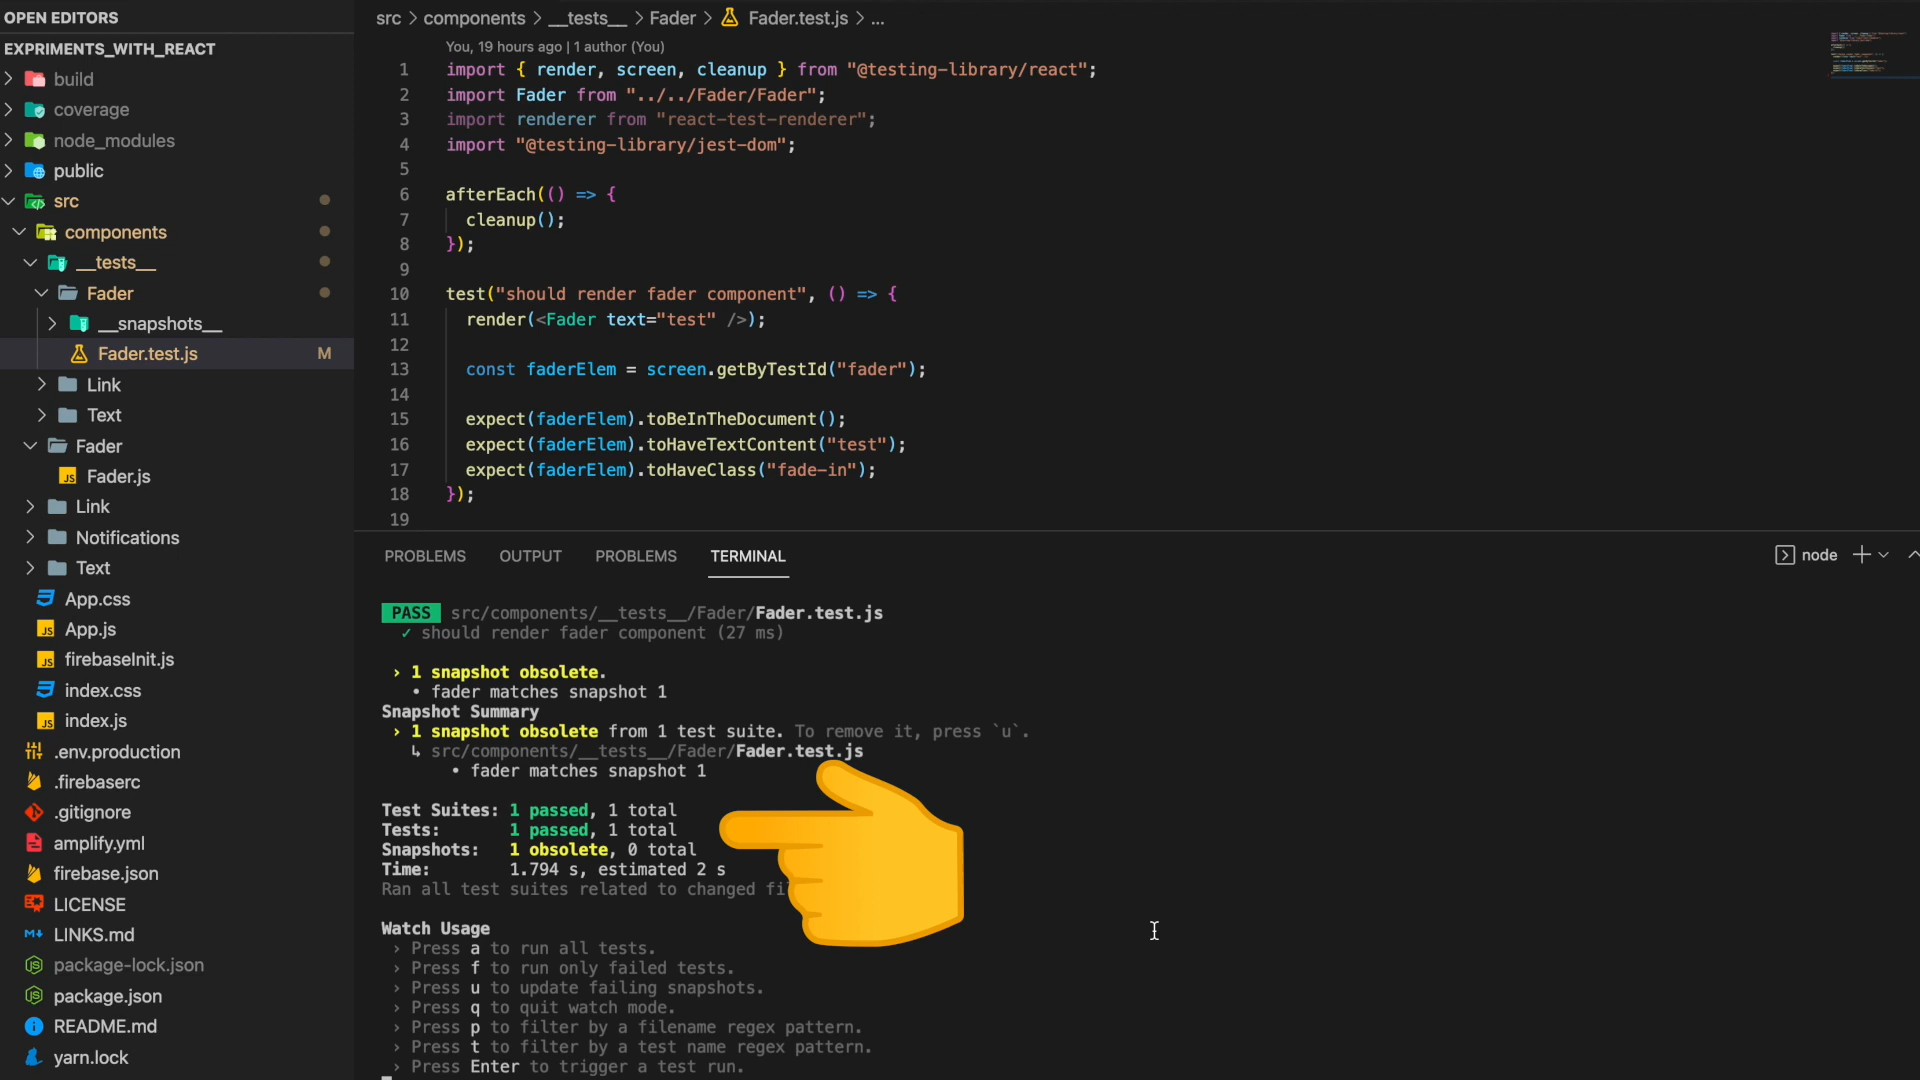 OPEN EDITORS
EXPRIMENTS_WITH_REACT
build
coverage
node_modules
public
src
components
__tests__
Fader
__snapshots__
Fader.test.js M
Link
Text
Fader
Fader.js
Link
Notifications
Text
App.css
App.js
firebaseInit.js
index.css
index.js
.env.production
.firebaserc
.gitignore
amplify.yml
firebase.json
LICENSE
LINKS.md
package-lock.json
package.json
README.md
yarn.lock
src > components > __tests__ > Fader > Fader.test.js > ...
You, 19 hours ago | 1 author (You)
1 import { render, screen, cleanup } from "@testing-library/react";
2 import Fader from "../../Fader/Fader";
3 import renderer from "react-test-renderer";
4 import "@testing-library/jest-dom";
5
6 afterEach(() => {
7 cleanup();
8 });
9
10 test("should render fader component", () => {
11 render(<Fader text="test" />);
12
13 const faderElem = screen.getByTestId("fader");
14
15 expect(faderElem).toBeInTheDocument();
16 expect(faderElem).toHaveTextContent("test");
17 expect(faderElem).toHaveClass("fade-in");
18 });
19
PROBLEMS OUTPUT PROBLEMS TERMINAL node
PASS src/components/__tests__/Fader/Fader.test.js
✓ should render fader component (27 ms)
› 1 snapshot obsolete.
• fader matches snapshot 1
Snapshot Summary
› 1 snapshot obsolete from 1 test suite. To remove it, press `u`.
↳ src/components/__tests__/Fader/Fader.test.js
• fader matches snapshot 1
Test Suites: 1 passed, 1 total
Tests: 1 passed, 1 total
Snapshots: 1 obsolete, 0 total
Time: 1.794 s, estimated 2 s
Ran all test suites related to changed
Watch Usage
› Press a to run all tests.
› Press f to run only failed tests.
› Press u to update failing snapshots.
› Press q to quit watch mode.
› Press p to filter by a filename regex pattern.
› Press t to filter by a test name regex pattern.
› Press Enter to trigger a test run.